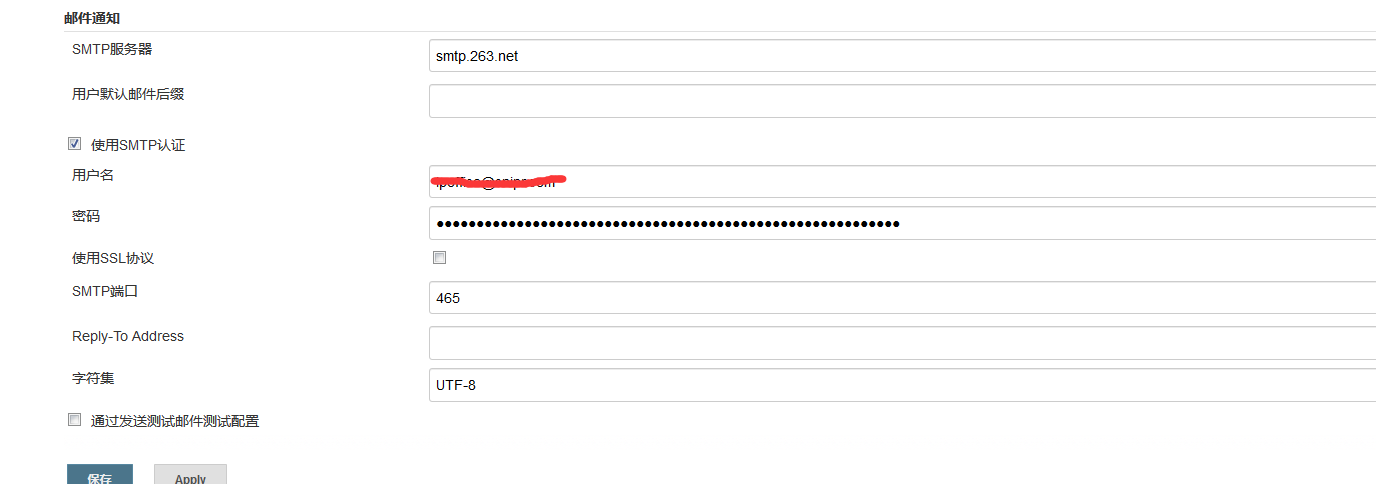 邮件通知
SMTP服务器
smtp.263.net
用户默认邮件后缀
使用SMTP认证
用户名
密码
使用SSL协议
SMTP端口
465
Reply-To Address
字符集
UTF-8
通过发送测试邮件测试配置
保存 Apply